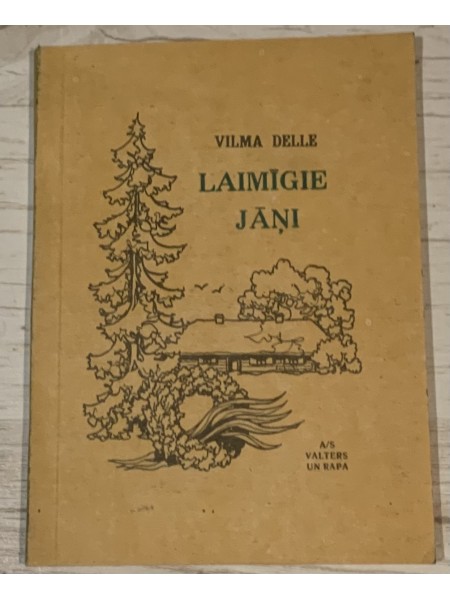 VILMA DELLE
LAIMĪGIE
JĀŅI
A/S
VALTERS
UN RAPA